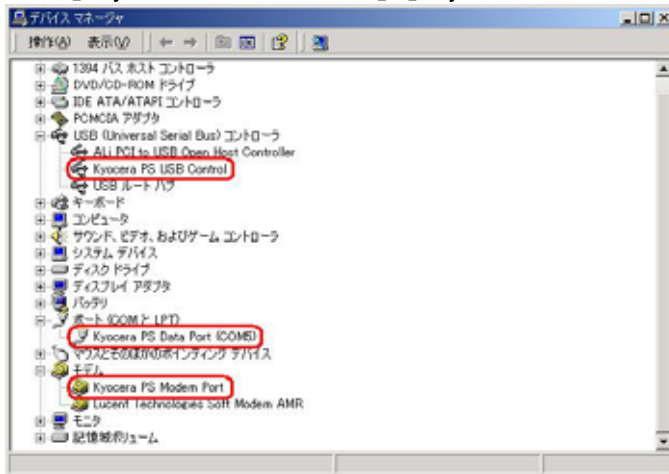 デバイス マネージャ
操作(A) 表示(V)
1394 バス ホスト コントローラ
DVD/CD-ROM ドライブ
IDE ATA/ATAPI コントローラ
PCMCIA アダプタ
USB (Universal Serial Bus) コントローラ
ALi PCI to USB Open Host Controller
Kyocera PS USB Control
USB ルート ハブ
キーボード
コンピュータ
サウンド、ビデオ、およびゲーム コントローラ
システム デバイス
ディスク ドライブ
ディスプレイ アダプタ
バッテリ
ポート (COM と LPT)
Kyocera PS Data Port (COM5)
マウスとそのほかのポインティング デバイス
モデム
Kyocera PS Modem Port
Lucent Technologies Soft Modem AMR
モニタ
記憶域ボリューム